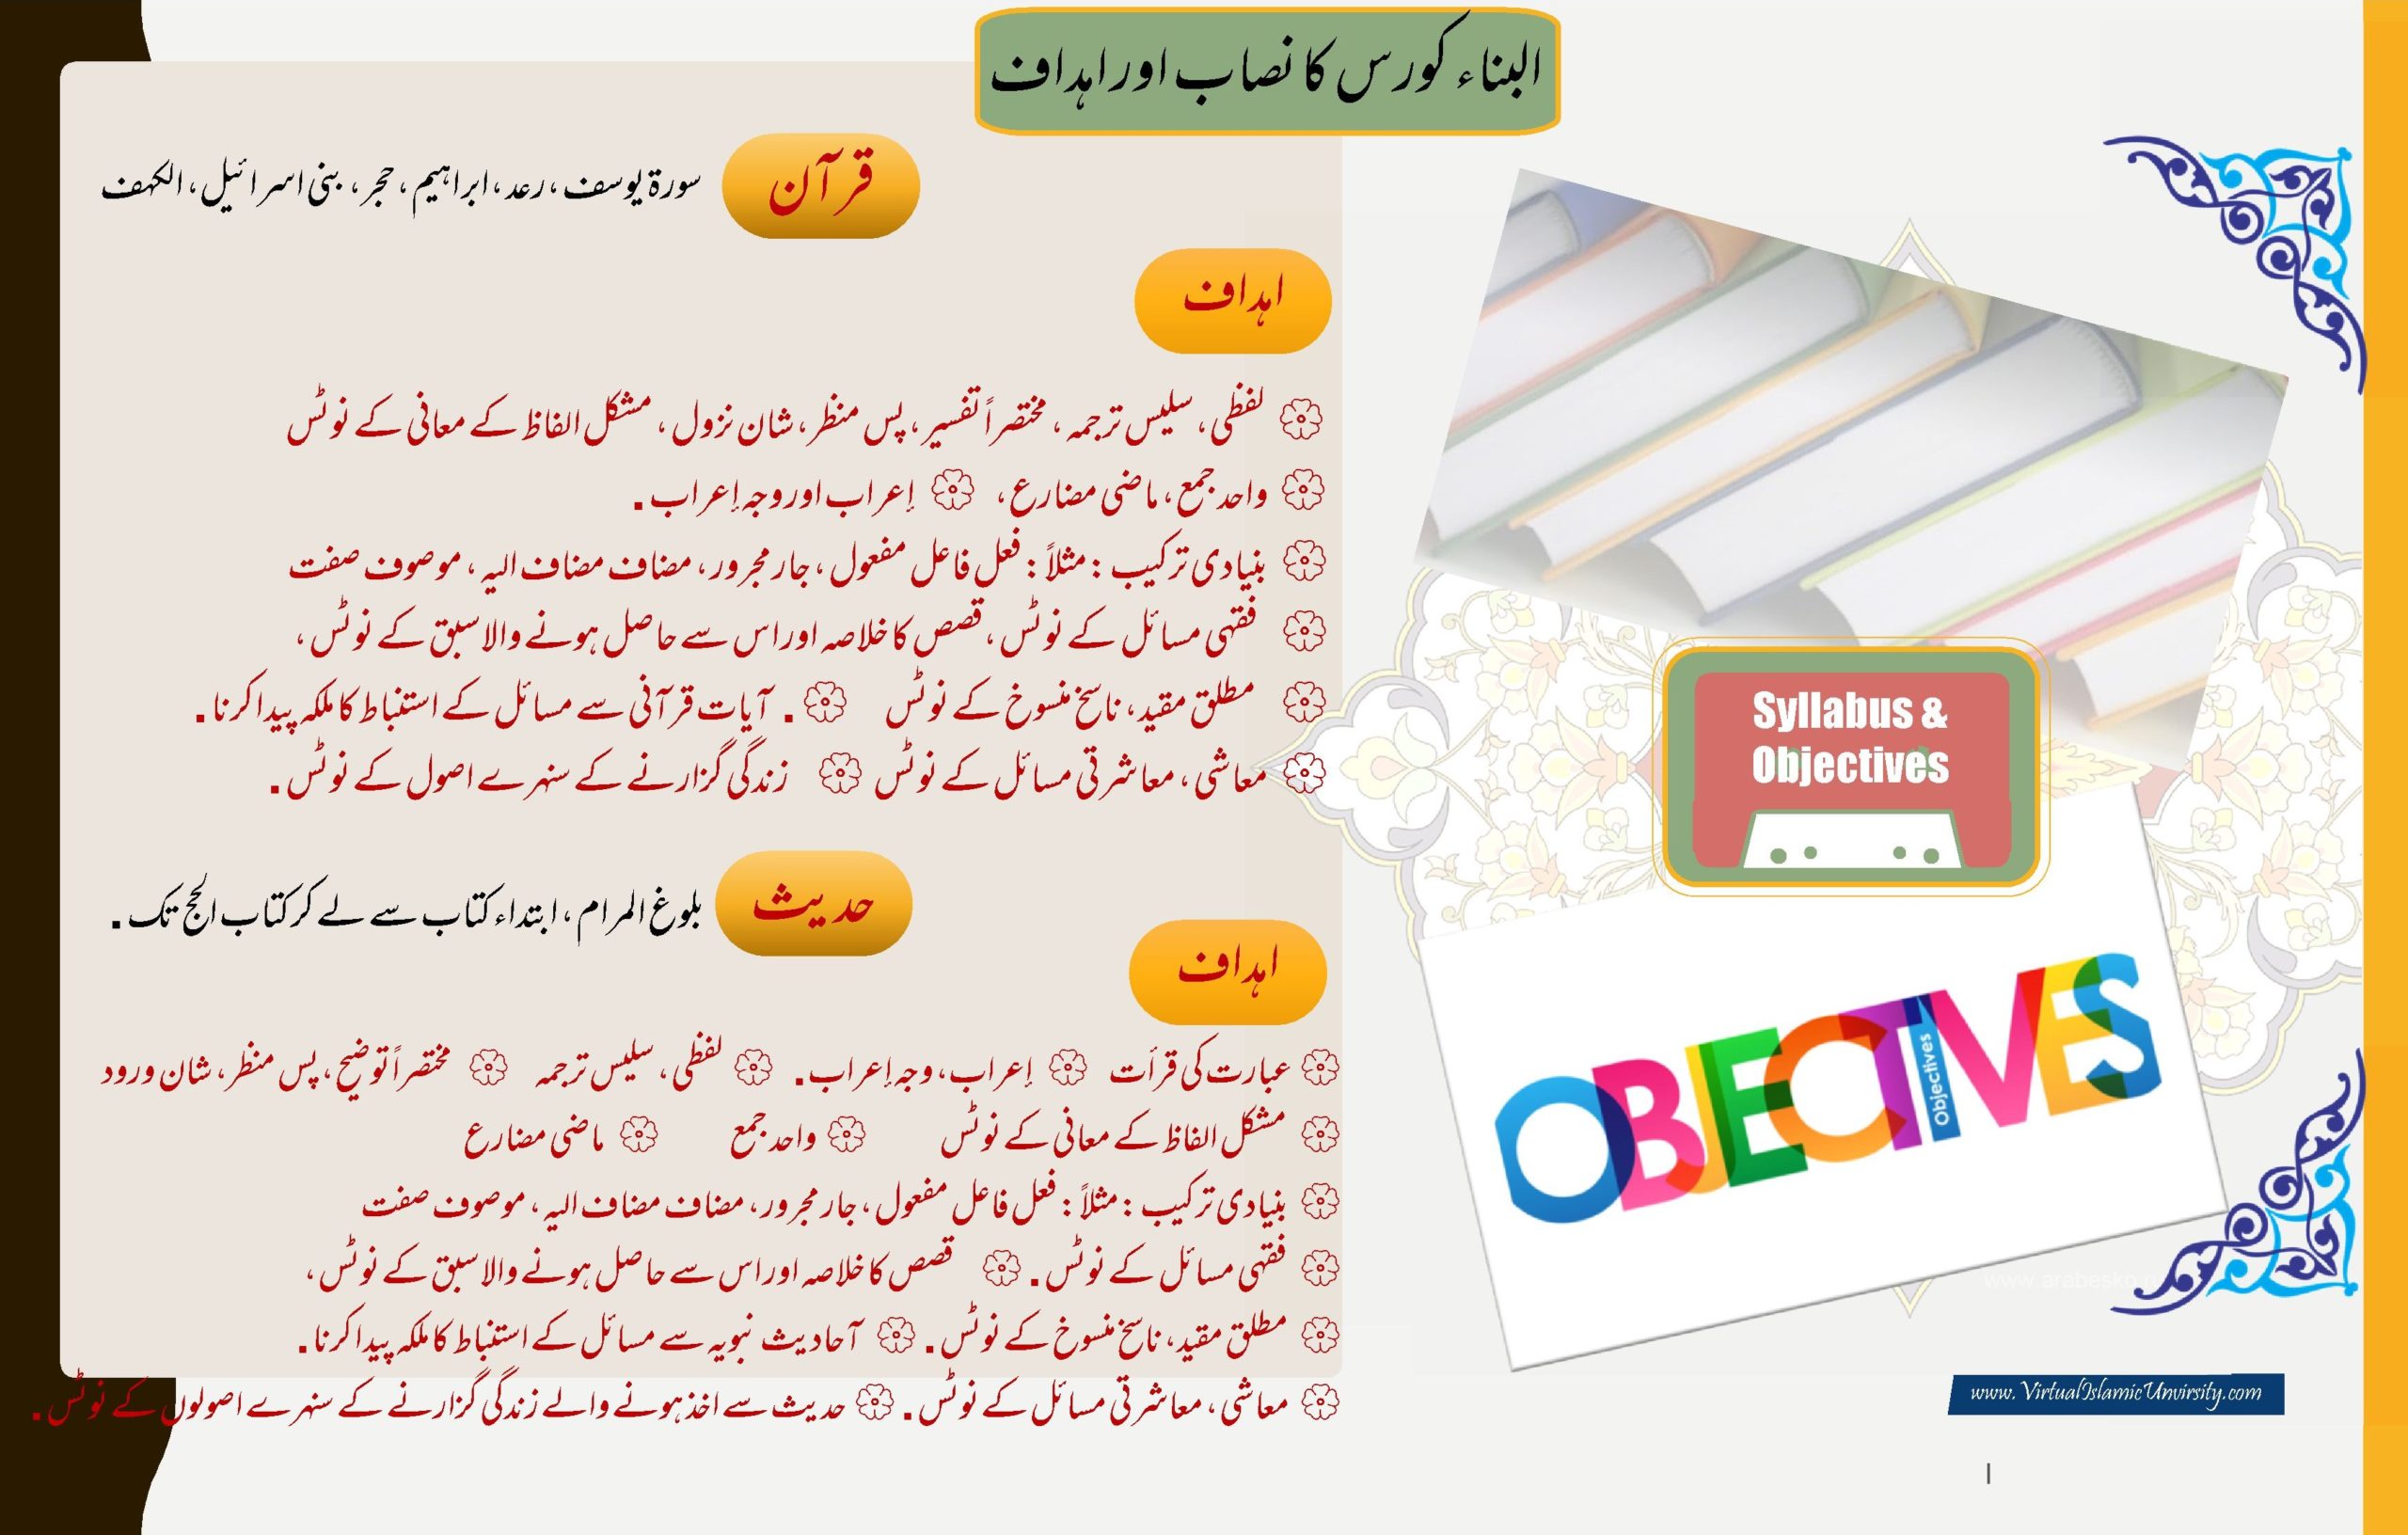 البناء کورس کا نصاب اور اہداف
قرآن سورۃ یوسف، رعد، ابراہیم، حجر، بنی اسرائیل، الکہف
اہداف
لفظی، سلیس ترجمہ، مختصراً تفسیر، پس منظر، شان نزول، مشکل الفاظ کے معانی کے نوٹس
واحد جمع، ماضی مضارع، إعراب اور وجہ إعراب.
بنیادی ترکیب: مثلاً: فعل فاعل مفعول، جار مجرور، مضاف مضاف الیہ، موصوف صفت
فقہی مسائل کے نوٹس، قصص کا خلاصہ اور اس سے حاصل ہونے والا سبق کے نوٹس،
مطلق مقید، ناسخ منسوخ کے نوٹس . آیات قرآنی سے مسائل کے استنباط کا ملکہ پیدا کرنا.
معاشی، معاشرتی مسائل کے نوٹس زندگی گزارنے کے سنہرے اصول کے نوٹس.
حدیث بلوغ المرام، ابتداء کتاب سے لے کر کتاب الحج تک.
اہداف
عبارت کی قرأت إعراب، وجہ إعراب. لفظی، سلیس ترجمہ مختصراً توضیح، پس منظر، شان ورود
مشکل الفاظ کے معانی کے نوٹس واحد جمع ماضی مضارع
بنیادی ترکیب: مثلاً: فعل فاعل مفعول، جار مجرور، مضاف مضاف الیہ، موصوف صفت
فقہی مسائل کے نوٹس. قصص کا خلاصہ اور اس سے حاصل ہونے والا سبق کے نوٹس،
مطلق مقید، ناسخ منسوخ کے نوٹس. آحادیث نبویہ سے مسائل کے استنباط کا ملکہ پیدا کرنا.
معاشی، معاشرتی مسائل کے نوٹس. حدیث سے اخذ ہونے والے زندگی گزارنے کے سنہرے اصولوں کے نوٹس.
Syllabus &
Objectives
OBJECTIVES
Objectives
www.VirtualIslamicUnvirsity.com